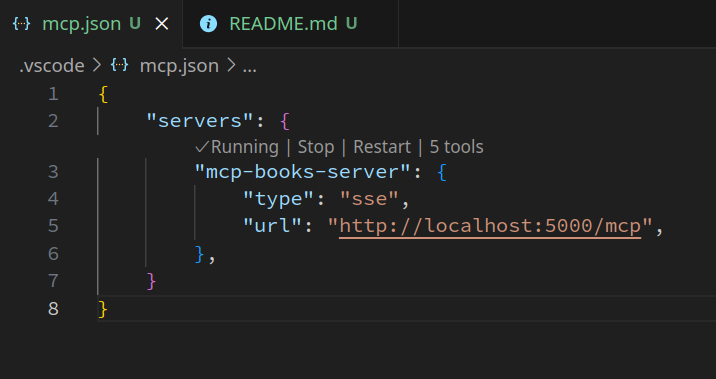 mcp.json U × README.md U
.vscode > mcp.json > ...
1 {
2 "servers": {
✓Running | Stop | Restart | 5 tools
3 "mcp-books-server": {
4 "type": "sse",
5 "url": "http://localhost:5000/mcp",
6 },
7 }
8 }